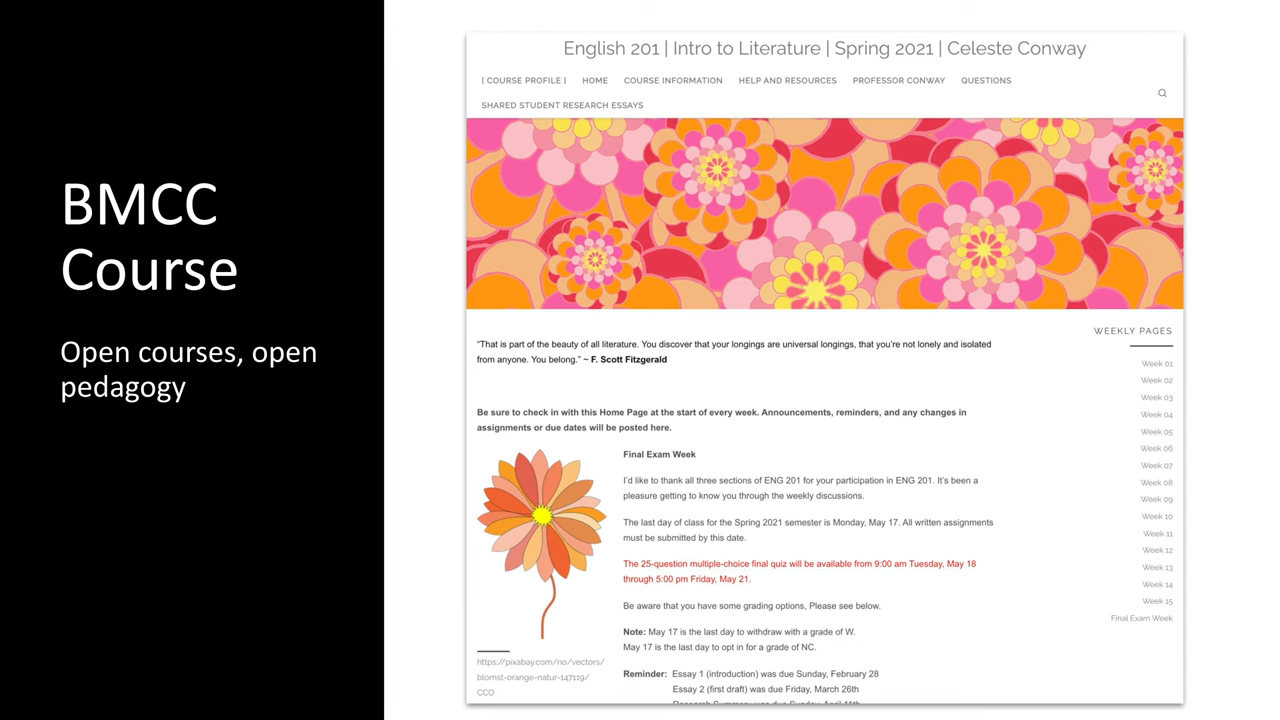 BMCC
Course
Open courses, open
pedagogy
English 201 | Intro to Literature | Spring 2021 | Celeste Conway
[ COURSE PROFILE ] HOME COURSE INFORMATION HELP AND RESOURCES PROFESSOR CONWAY QUESTIONS
SHARED STUDENT RESEARCH ESSAYS
“That is part of the beauty of all literature. You discover that your longings are universal longings, that you’re not lonely and isolated
from anyone. You belong.” ~ F. Scott Fitzgerald
Be sure to check in with this Home Page at the start of every week. Announcements, reminders, and any changes in
assignments or due dates will be posted here.
Final Exam Week
I’d like to thank all three sections of ENG 201 for your participation in ENG 201. It’s been a
pleasure getting to know you through the weekly discussions.
The last day of class for the Spring 2021 semester is Monday, May 17. All written assignments
must be submitted by this date.
The 25-question multiple-choice final quiz will be available from 9:00 am Tuesday, May 18
through 5:00 pm Friday, May 21.
Be aware that you have some grading options, Please see below.
Note: May 17 is the last day to withdraw with a grade of W.
May 17 is the last day to opt in for a grade of NC.
Reminder: Essay 1 (introduction) was due Sunday, February 28
Essay 2 (first draft) was due Friday, March 26th
Research Summary was due Sunday, April 11th
https://pixabay.com/no/vectors/
blomst-orange-natur-147119/
CC0
WEEKLY PAGES
Week 01
Week 02
Week 03
Week 04
Week 05
Week 06
Week 07
Week 08
Week 09
Week 10
Week 11
Week 12
Week 13
Week 14
Week 15
Final Exam Week